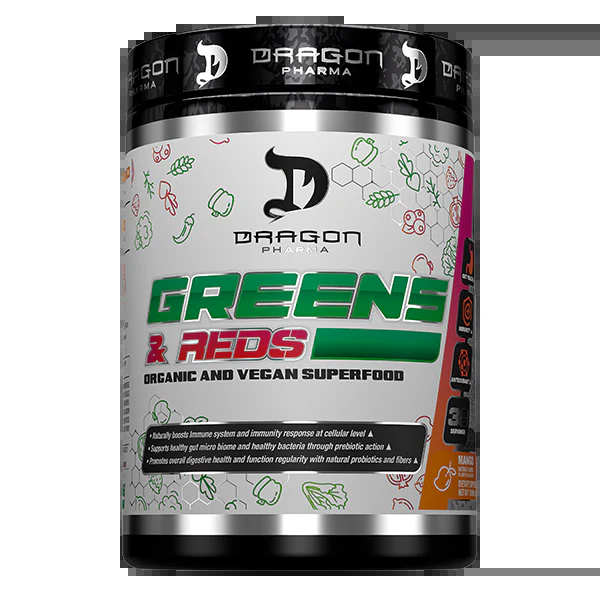 DRAGON
PHARMA
DRAGON
PHARMA
DRAGON
PHARMA
GREENS
& REDS
ORGANIC AND VEGAN SUPERFOOD
• Naturally boosts Immune system and immunity response at cellular level ▲
• Supports healthy gut micro biome and healthy bacteria through prebiotic action ▲
• Promotes overall digestive health and function regularity with natural probiotics and fibers ▲
MANGO